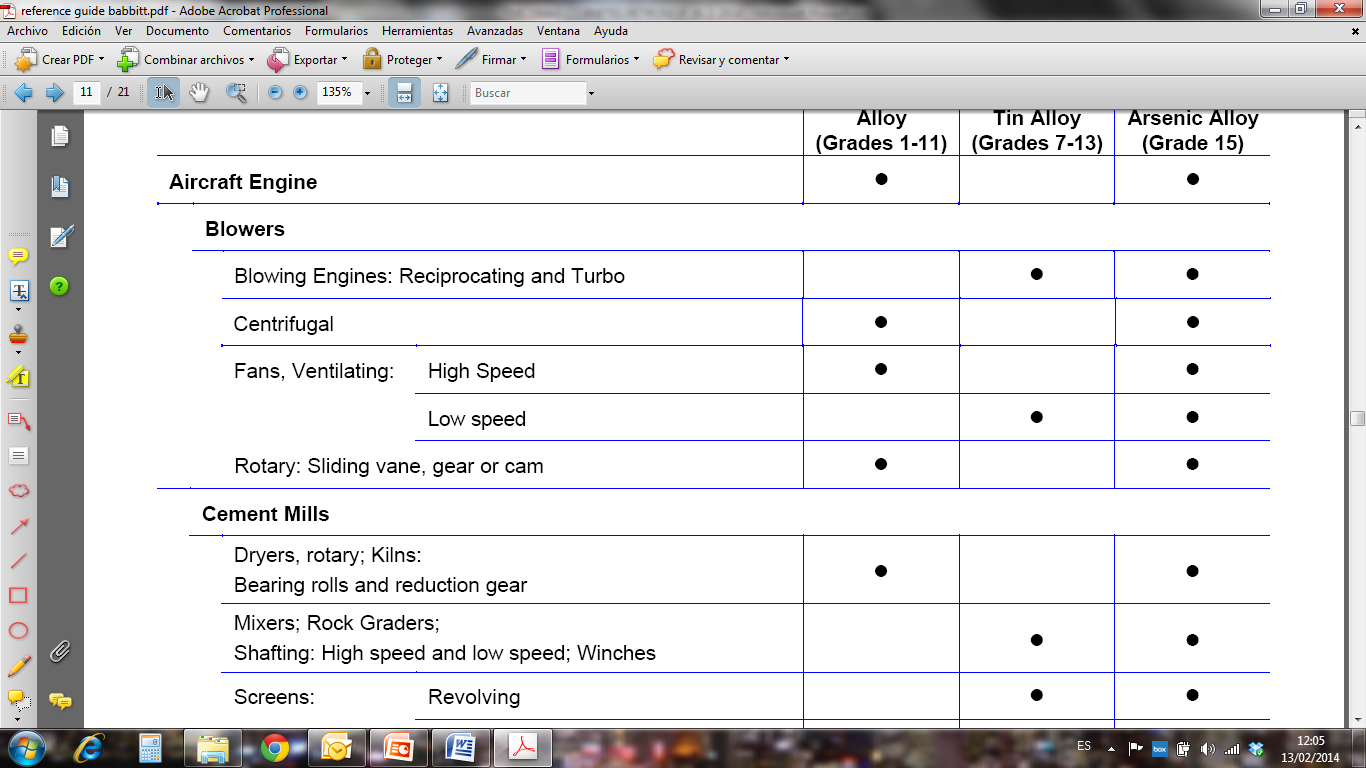 reference guide babbitt.pdf - Adobe Acrobat Professional
Archivo Edición Ver Documento Comentarios Formularios Herramientas Avanzadas Ventana Ayuda
Crear PDF Combinar archivos Exportar Proteger Firmar Formularios Revisar y comentar
11 / 21 135% Buscar
Alloy Tin Alloy Arsenic Alloy
(Grades 1-11) (Grades 7-13) (Grade 15)
Aircraft Engine ● ●
Blowers
Blowing Engines: Reciprocating and Turbo ● ●
Centrifugal ● ●
Fans, Ventilating: High Speed ● ●
Low speed ● ●
Rotary: Sliding vane, gear or cam ● ●
Cement Mills
Dryers, rotary; Kilns:
Bearing rolls and reduction gear ● ●
Mixers; Rock Graders;
Shafting: High speed and low speed; Winches ● ●
Screens: Revolving ● ●
ES box 12:05
13/02/2014